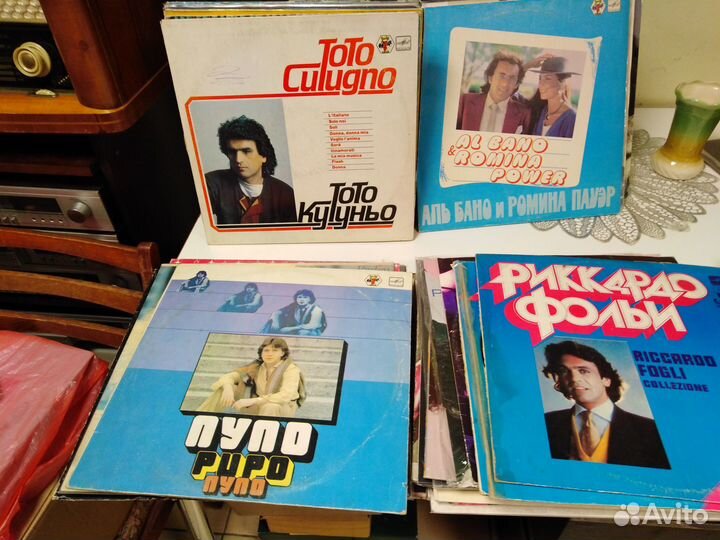 Toto
Cutugno
L'italiano
Solo noi
Soli
Donna, donna mia
Voglio l'anima
Sarà
Innamorati
La mia musica
Flash
Donna
ТОТО
Кутуньо
AL BANO
& ROMINA
POWER
АЛЬ БАНО И РОМИНА ПАУЭР
ПУПО
PUPO
ПУПО
РИККАРДО
ФОЛЬИ
RICCARDO
FOGLI
COLLEZIONE
Avito